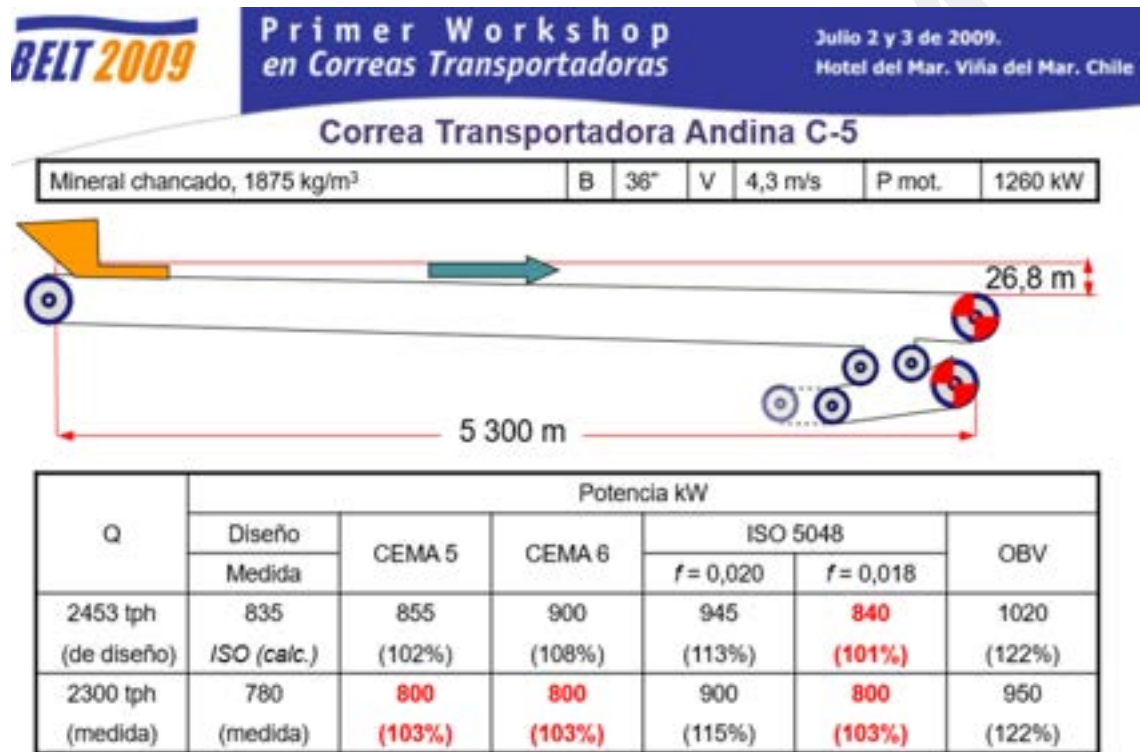 BELT 2009
Primer Workshop
en Correas Transportadoras
Julio 2 y 3 de 2009.
Hotel del Mar. Viña del Mar. Chile
Correa Transportadora Andina C-5
Mineral chancado, 1875 kg/m³ B 36" V 4,3 m/s P mot. 1260 kW
26,8 m
5 300 m
Potencia kW
Q Diseño CEMA 5 CEMA 6 ISO 5048 OBV
Medida f = 0,020 f = 0,018
2453 tph 835 855 900 945 840 1020
(de diseño) ISO (calc.) (102%) (108%) (113%) (101%) (122%)
2300 tph 780 800 800 900 800 950
(medida) (medida) (103%) (103%) (115%) (103%) (122%)